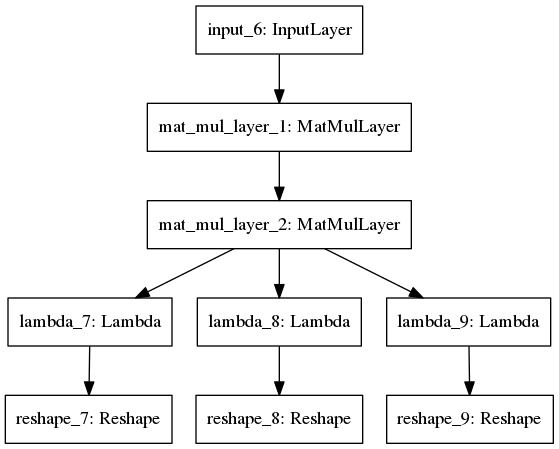 input_6: InputLayer
mat_mul_layer_1: MatMulLayer
mat_mul_layer_2: MatMulLayer
lambda_7: Lambda
lambda_8: Lambda
lambda_9: Lambda
reshape_7: Reshape
reshape_8: Reshape
reshape_9: Reshape